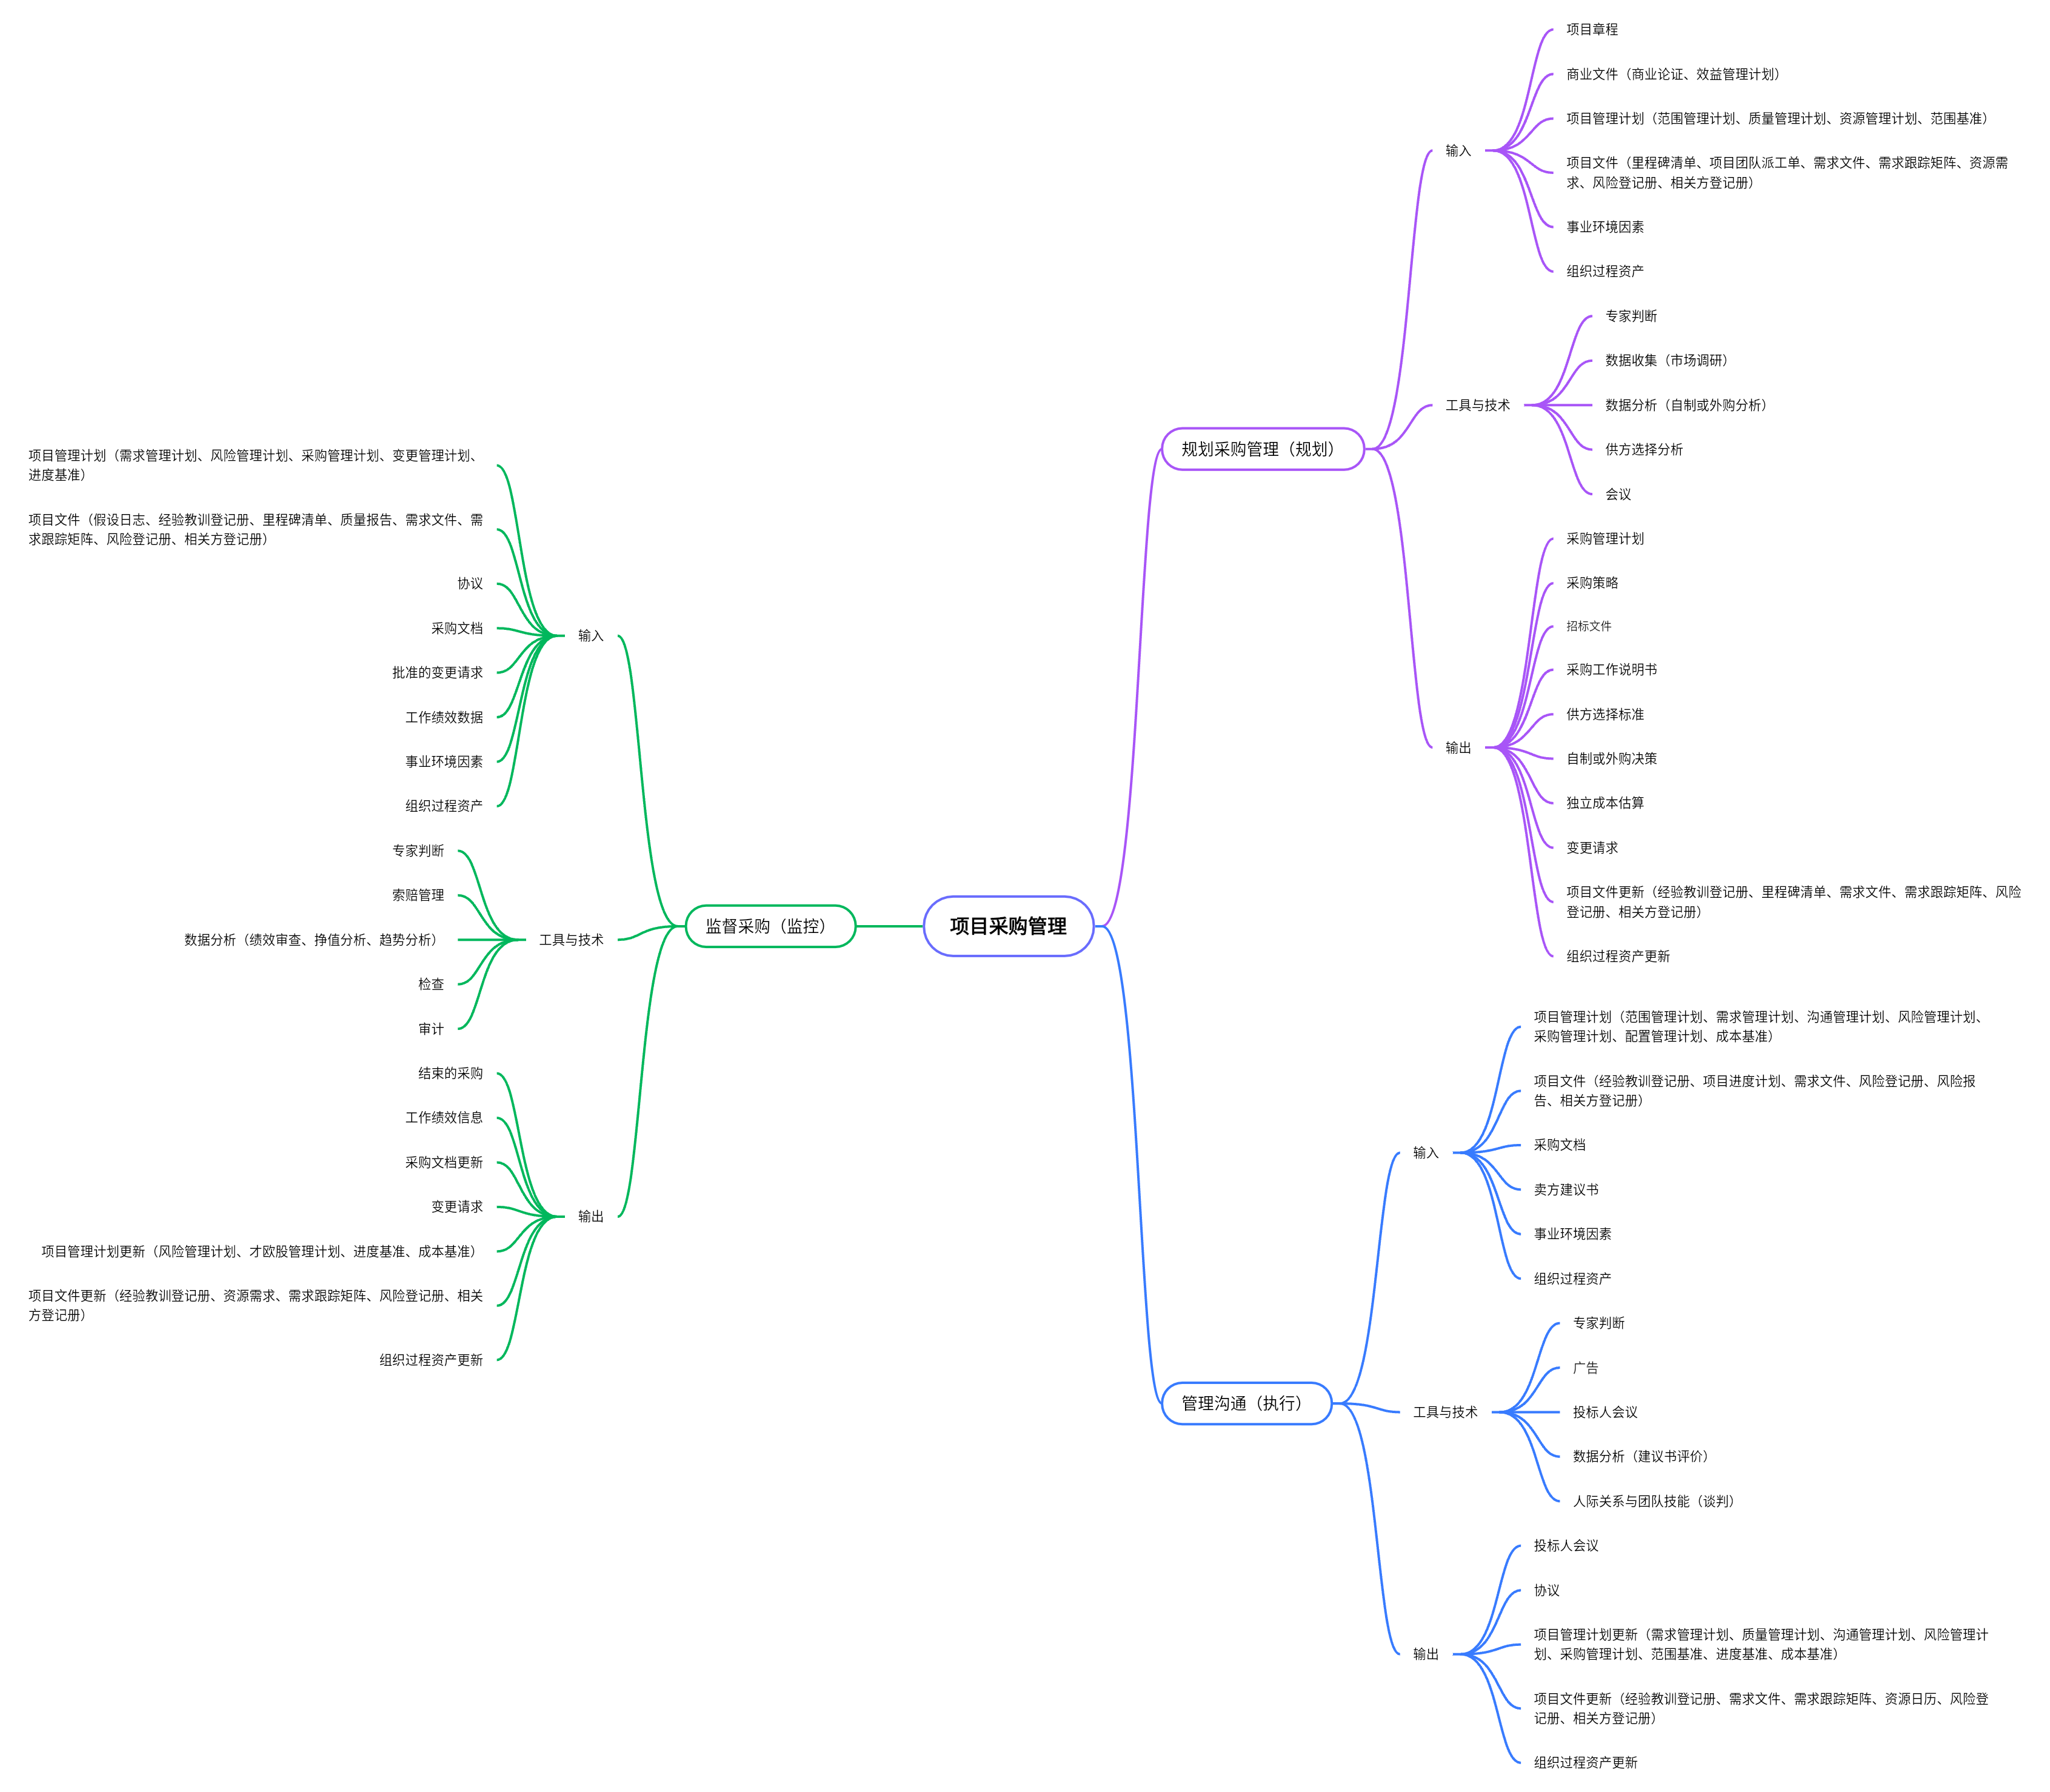 项目采购管理
规划采购管理（规划）
输入
项目章程
商业文件（商业论证、效益管理计划）
项目管理计划（范围管理计划、质量管理计划、资源管理计划、范围基准）
项目文件（里程碑清单、项目团队派工单、需求文件、需求跟踪矩阵、资源需
求、风险登记册、相关方登记册）
事业环境因素
组织过程资产
工具与技术
专家判断
数据收集（市场调研）
数据分析（自制或外购分析）
供方选择分析
会议
输出
采购管理计划
采购策略
招标文件
采购工作说明书
供方选择标准
自制或外购决策
独立成本估算
变更请求
项目文件更新（经验教训登记册、里程碑清单、需求文件、需求跟踪矩阵、风险
登记册、相关方登记册）
组织过程资产更新
管理沟通（执行）
输入
项目管理计划（范围管理计划、需求管理计划、沟通管理计划、风险管理计划、
采购管理计划、配置管理计划、成本基准）
项目文件（经验教训登记册、项目进度计划、需求文件、风险登记册、风险报
告、相关方登记册）
采购文档
卖方建议书
事业环境因素
组织过程资产
工具与技术
专家判断
广告
投标人会议
数据分析（建议书评价）
人际关系与团队技能（谈判）
输出
投标人会议
协议
项目管理计划更新（需求管理计划、质量管理计划、沟通管理计划、风险管理计
划、采购管理计划、范围基准、进度基准、成本基准）
项目文件更新（经验教训登记册、需求文件、需求跟踪矩阵、资源日历、风险登
记册、相关方登记册）
组织过程资产更新
监督采购（监控）
输入
项目管理计划（需求管理计划、风险管理计划、采购管理计划、变更管理计划、
进度基准）
项目文件（假设日志、经验教训登记册、里程碑清单、质量报告、需求文件、需
求跟踪矩阵、风险登记册、相关方登记册）
协议
采购文档
批准的变更请求
工作绩效数据
事业环境因素
组织过程资产
工具与技术
专家判断
索赔管理
数据分析（绩效审查、挣值分析、趋势分析）
检查
审计
输出
结束的采购
工作绩效信息
采购文档更新
变更请求
项目管理计划更新（风险管理计划、才欧股管理计划、进度基准、成本基准）
项目文件更新（经验教训登记册、资源需求、需求跟踪矩阵、风险登记册、相关
方登记册）
组织过程资产更新